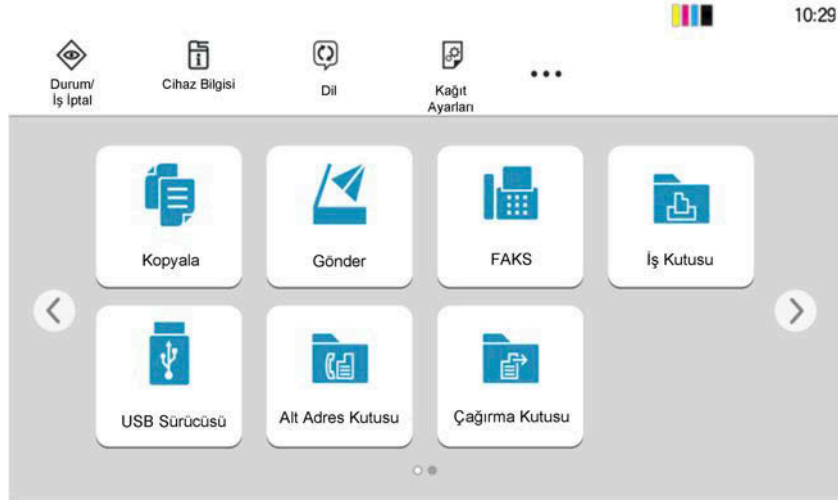 10:29
Durum/
İş İptal
Cihaz Bilgisi
Dil
Kağıt
Ayarları
Kopyala
Gönder
FAKS
İş Kutusu
USB Sürücüsü
Alt Adres Kutusu
Çağırma Kutusu